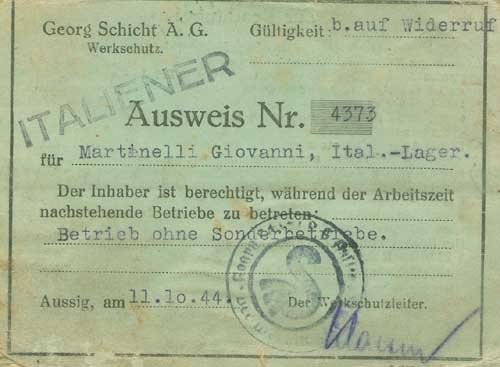 Georg Schicht A. G.
Werkschutz.
Gültigkeit b. auf Widerruf
ITALIENER
Ausweis Nr. 4373
für Martinelli Giovanni, Ital.-Lager.
Der Inhaber ist berechtigt, während der Arbeitszeit
nachstehende Betriebe zu betreten:
Betrieb ohne Sonderbetriebe.
Aussig, am 11.10.44.
Der Werkschutzleiter.